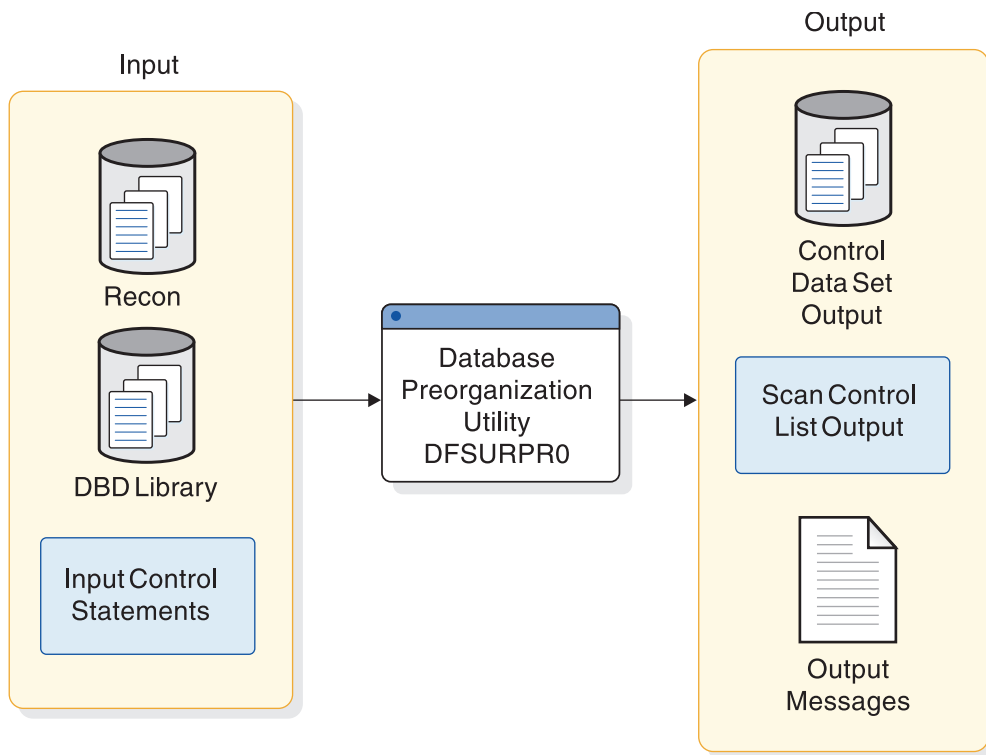 Input
Recon
DBD Library
Input Control
Statements
Database
Preorganization
Utility
DFSURPR0
Output
Control
Data Set
Output
Scan Control
List Output
Output
Messages